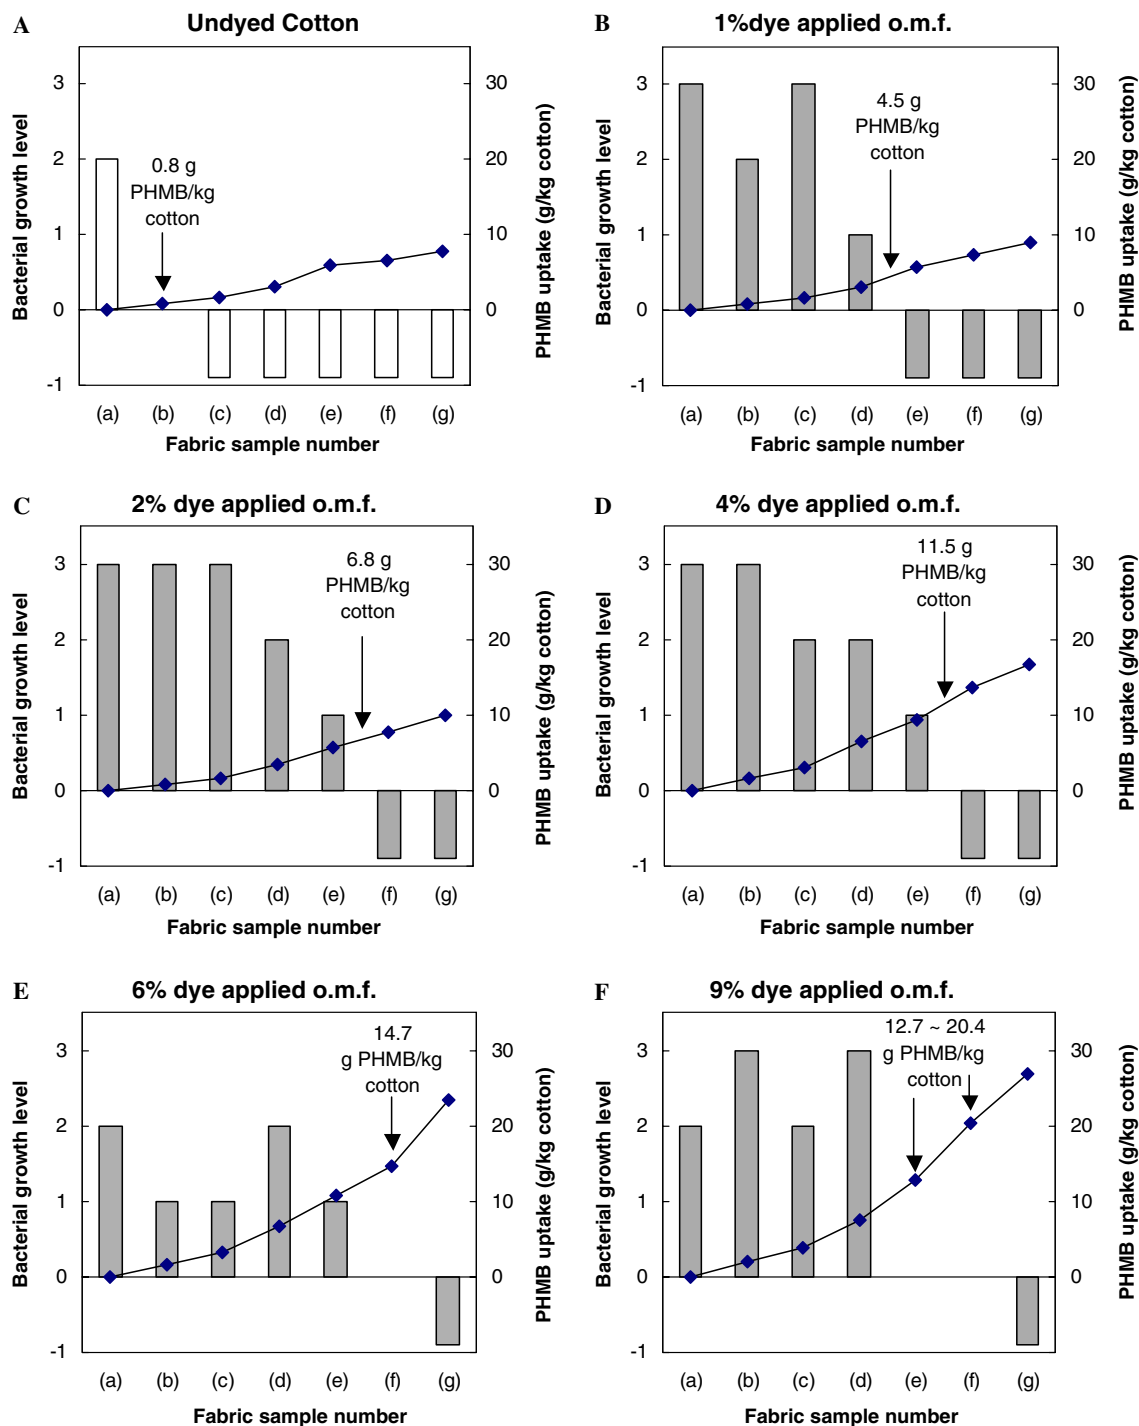 A
Undyed Cotton
Bacterial growth level
3
2
1
0
-1
0.8 g
PHMB/kg
cotton
30
20
10
0
PHMB uptake (g/kg cotton)
(a) (b) (c) (d) (e) (f) (g)
Fabric sample number
B
1%dye applied o.m.f.
Bacterial growth level
3
2
1
0
-1
4.5 g
PHMB/kg
cotton
30
20
10
0
PHMB uptake (g/kg cotton)
(a) (b) (c) (d) (e) (f) (g)
Fabric sample number
C
2% dye applied o.m.f.
Bacterial growth level
3
2
1
0
-1
6.8 g
PHMB/kg
cotton
30
20
10
0
PHMB uptake (g/kg cotton)
(a) (b) (c) (d) (e) (f) (g)
Fabric sample number
D
4% dye applied o.m.f.
Bacterial growth level
3
2
1
0
-1
11.5 g
PHMB/kg
cotton
30
20
10
0
PHMB uptake (g/kg cotton)
(a) (b) (c) (d) (e) (f) (g)
Fabric sample number
E
6% dye applied o.m.f.
Bacterial growth level
3
2
1
0
-1
14.7
g PHMB/kg
cotton
30
20
10
0
PHMB uptake (g/kg cotton)
(a) (b) (c) (d) (e) (f) (g)
Fabric sample number
F
9% dye applied o.m.f.
Bacterial growth level
3
2
1
0
-1
12.7 ~ 20.4
g PHMB/kg
cotton
30
20
10
0
PHMB uptake (g/kg cotton)
(a) (b) (c) (d) (e) (f) (g)
Fabric sample number